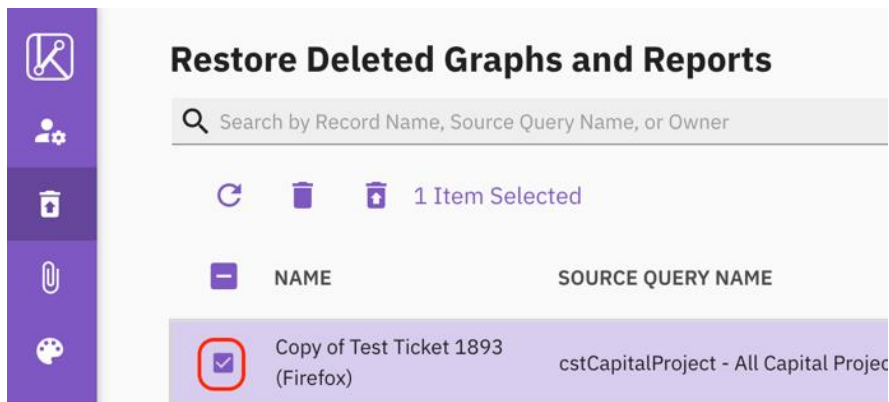 Restore Deleted Graphs and Reports
Search by Record Name, Source Query Name, or Owner
1 Item Selected
NAME SOURCE QUERY NAME
Copy of Test Ticket 1893
(Firefox)
cstCapitalProject - All Capital Projec